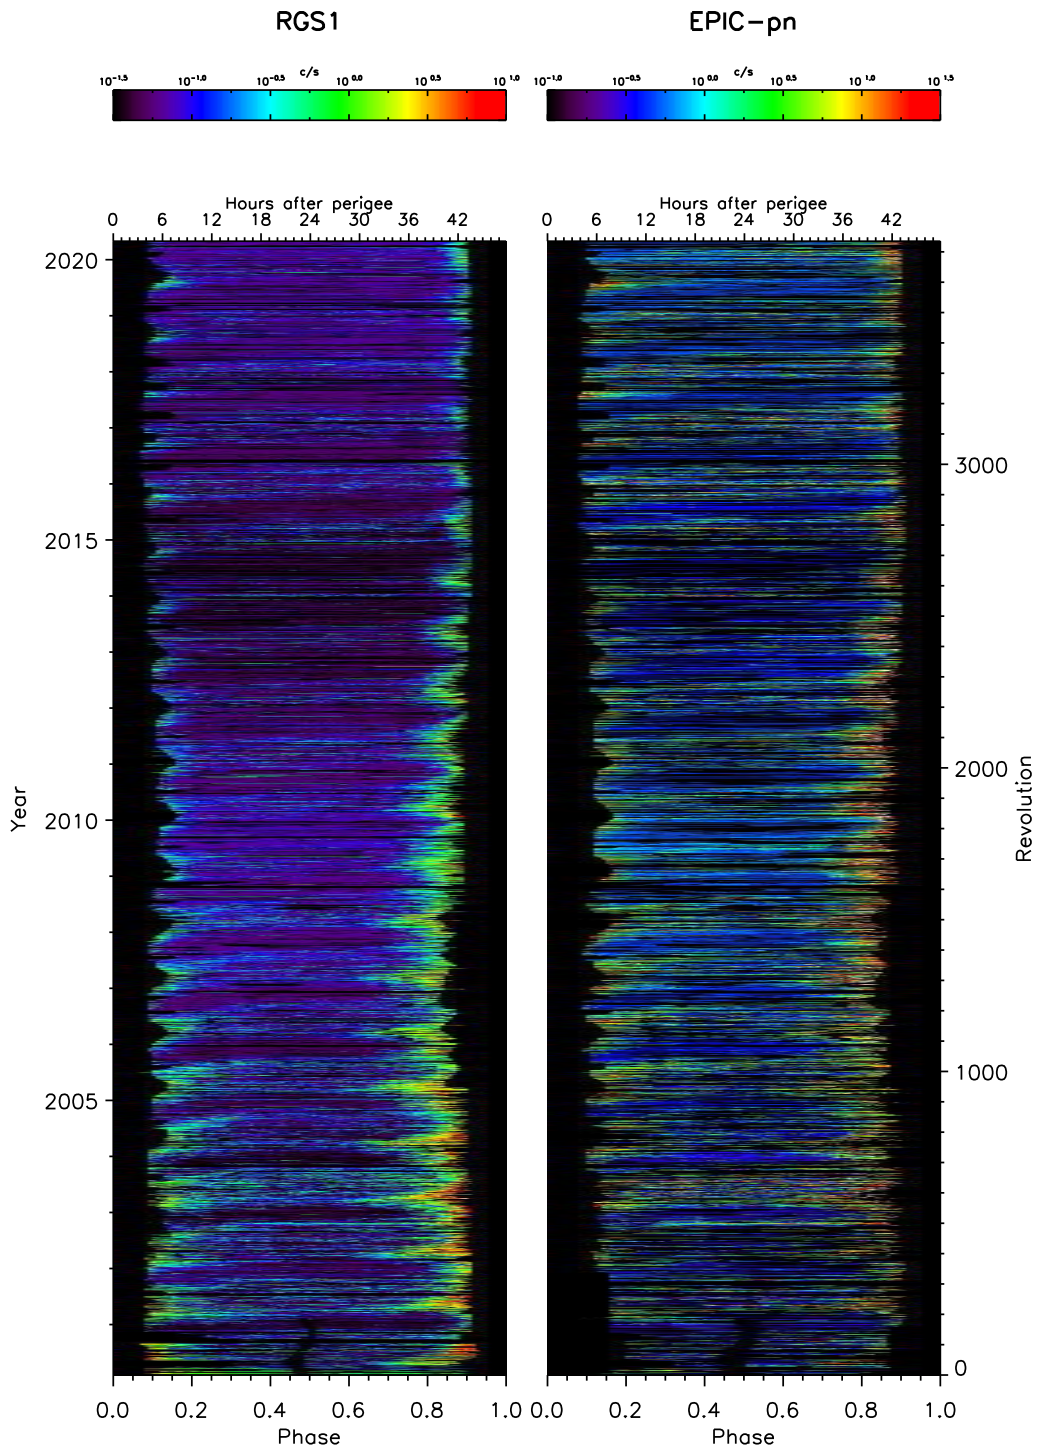 RGS1 EPIC-pn
c/s c/s
10^-1.5 10^-1.0 10^-0.5 10^0.0 10^0.5 10^1.0 10^-1.0 10^-0.5 10^0.0 10^0.5 10^1.0 10^1.5
Hours after perigee Hours after perigee
0 6 12 18 24 30 36 42 0 6 12 18 24 30 36 42
2020
3000
2015
2000
2010
Year
Revolution
1000
2005
0
0.0 0.2 0.4 0.6 0.8 1.0 0.0 0.2 0.4 0.6 0.8 1.0
Phase Phase